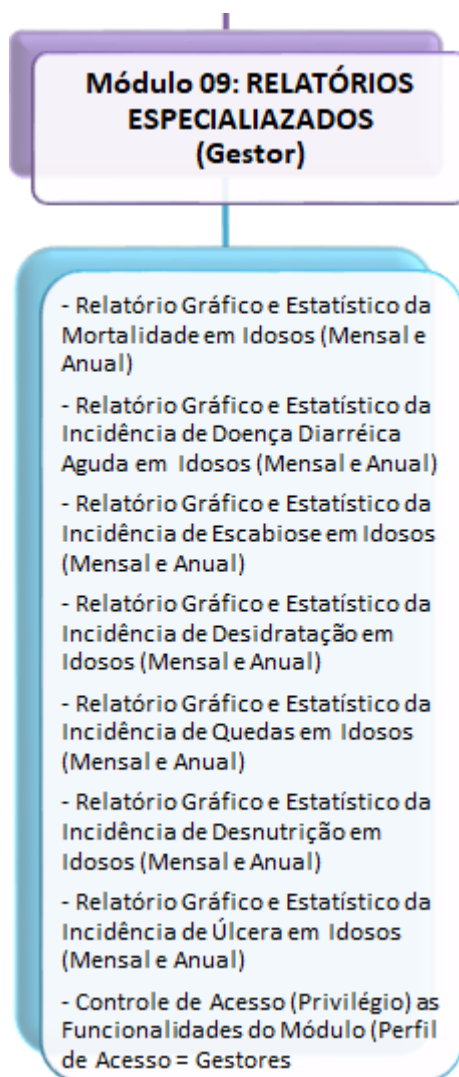 Módulo 09: RELATÓRIOS
ESPECIALIAZADOS
(Gestor)
- Relatório Gráfico e Estatístico da
Mortalidade em Idosos (Mensal e
Anual)
- Relatório Gráfico e Estatístico da
Incidência de Doença Diarréica
Aguda em Idosos (Mensal e Anual)
- Relatório Gráfico e Estatístico da
Incidência de Escabiose em Idosos
(Mensal e Anual)
- Relatório Gráfico e Estatístico da
Incidência de Desidratação em
Idosos (Mensal e Anual)
- Relatório Gráfico e Estatístico da
Incidência de Quedas em Idosos
(Mensal e Anual)
- Relatório Gráfico e Estatístico da
Incidência de Desnutrição em
Idosos (Mensal e Anual)
- Relatório Gráfico e Estatístico da
Incidência de Úlcera em Idosos
(Mensal e Anual)
- Controle de Acesso (Privilégio) as
Funcionalidades do Módulo (Perfil
de Acesso = Gestores